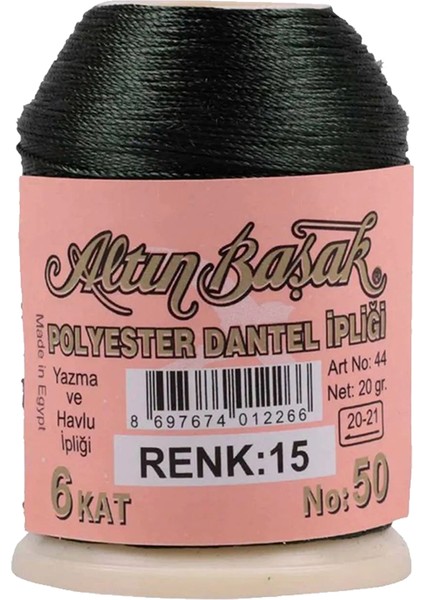 Altın Başak®
POLYESTER DANTEL İPLİĞİ
Made in Egypt
Yazma
ve
Havlu
İpliği
8 697674 012266
Art No: 44
Net: 20 gr.
20-21
RENK:15
6 KAT
No: 50